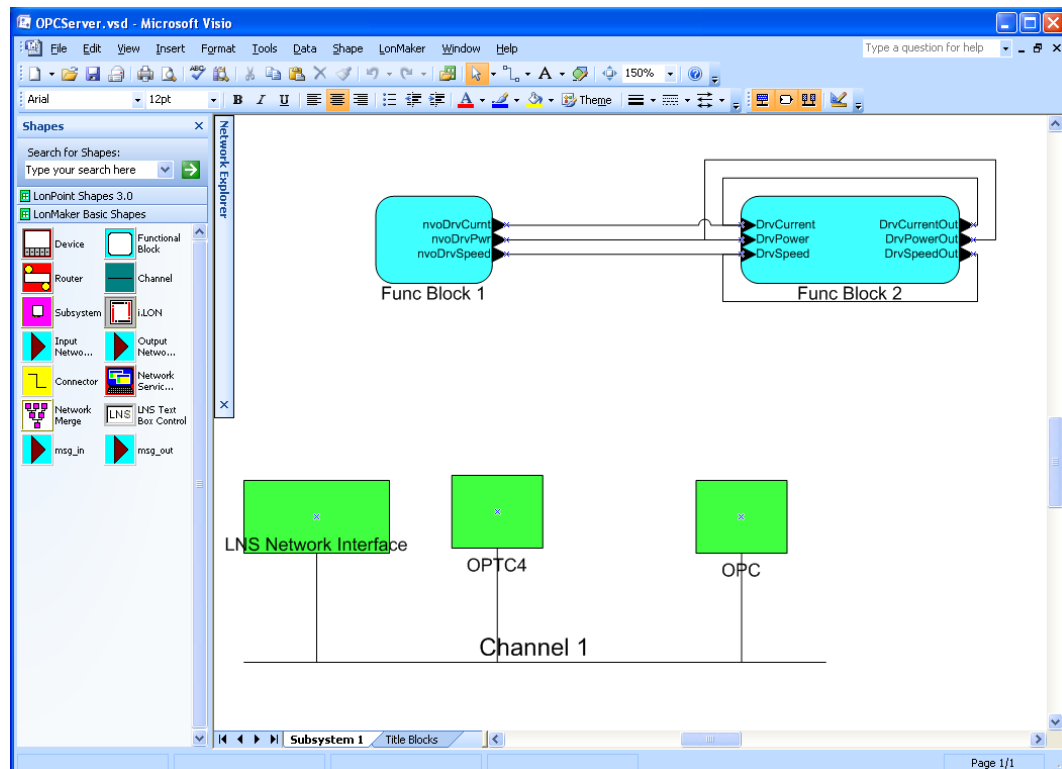 OPCServer.vsd - Microsoft Visio
File Edit View Insert Format Tools Data Shape LonMaker Window Help Type a question for help
ABC A 150%
Arial 12pt B I U A Theme
Shapes
Search for Shapes:
Type your search here
LonPoint Shapes 3.0
LonMaker Basic Shapes
Device Functional Block
Router Channel
Subsystem i.LON
Input Netwo... Output Netwo...
Connector Network Servic...
Network Merge LNS LNS Text Box Control
msg_in msg_out
Network Explorer
nvoDrvCurnt DrvCurrent DrvCurrentOut
nvoDrvPwr DrvPower DrvPowerOut
nvoDrvSpeed DrvSpeed DrvSpeedOut
Func Block 1 Func Block 2
LNS Network Interface
OPTC4 OPC
Channel 1
Subsystem 1 Title Blocks
Page 1/1